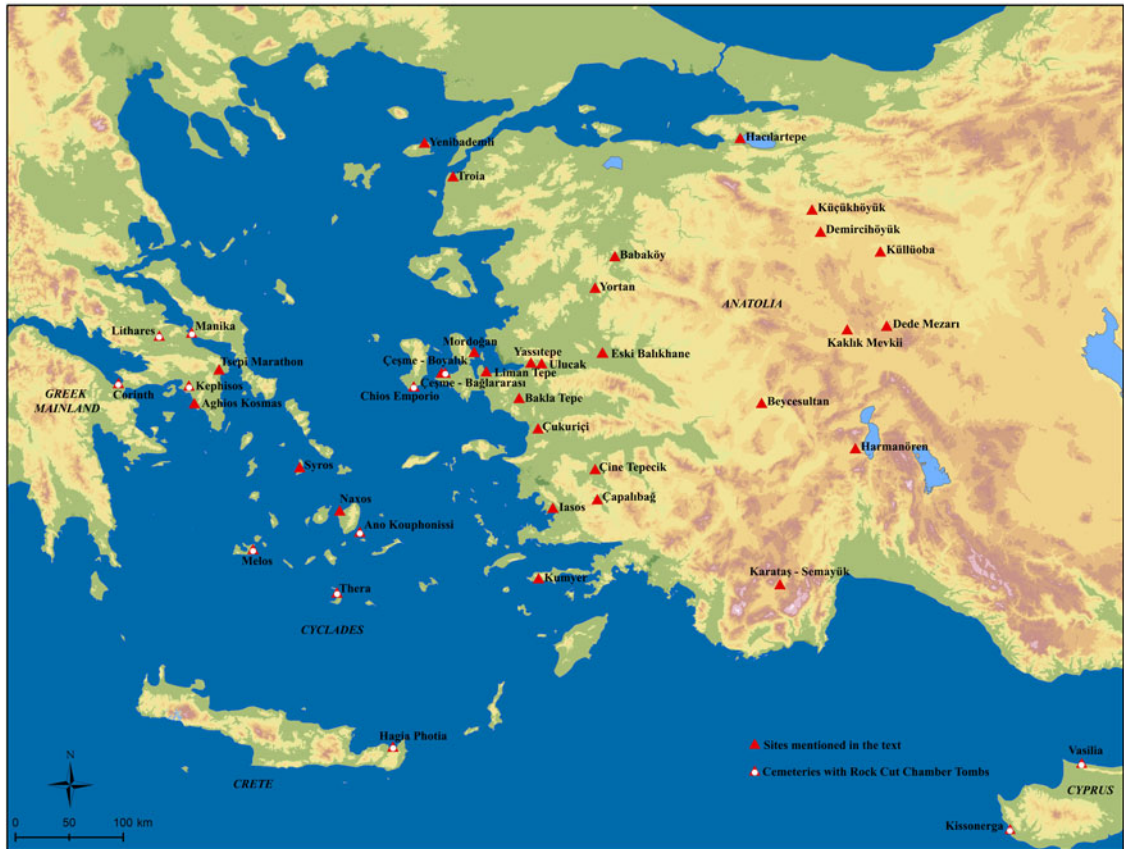 Yenibademli
Hacılartepe
Troia
Küçükhöyük
Demircihöyük
Küllüoba
Babaköy
Yortan
ANATOLIA
Lithares
Manika
Dede Mezarı
Kaklık Mevkii
Mordoğan
Yassıtepe
Ulucak
Eski Balıkhane
Tsepi Marathon
Çeşme - Boyalık
Liman Tepe
Çeşme - Bağlararası
Chios Emporio
GREEK
MAINLAND
Corinth
Kephisos
Aghios Kosmas
Bakla Tepe
Beycesultan
Çukuriçi
Harmanören
Syros
Çine Tepecik
Naxos
Çapalıbağ
Iasos
Ano Kouphonissi
Melos
Kumyer
Karataş - Semayük
Thera
CYCLADES
Hagia Photia
Sites mentioned in the text
Cemeteries with Rock Cut Chamber Tombs
N
CRETE
Vasilia
CYPRUS
Kissonerga
0 50 100 km